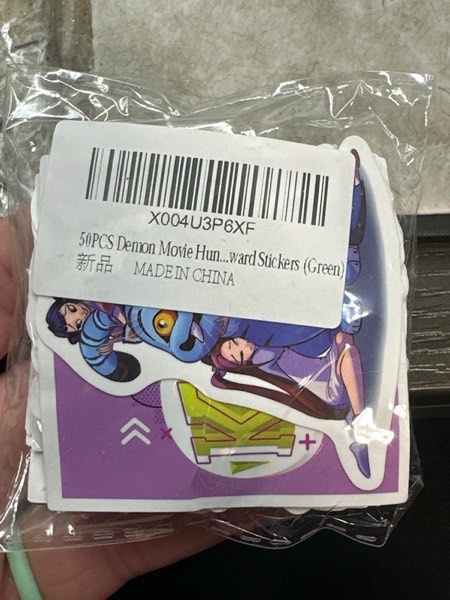 X004U3P6XF
50PCS Demon Movie Hun...ward Stickers (Green)
新品 MADE IN CHINA